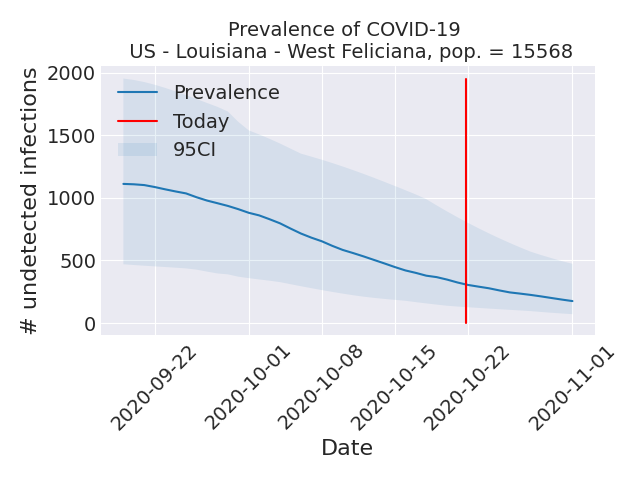 Prevalence of COVID-19
US - Louisiana - West Feliciana, pop. = 15568
# undetected infections
2000
1500
1000
500
0
Prevalence
Today
95CI
2020-09-22
2020-10-01
2020-10-08
2020-10-15
2020-10-22
2020-11-01
Date